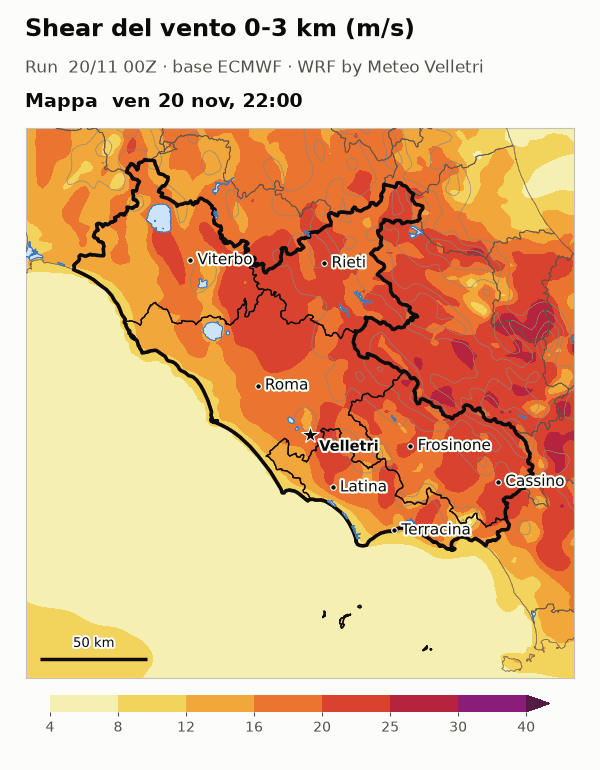 Shear del vento 0-3 km (m/s)
Run  20/11 00Z · base ECMWF · WRF by Meteo Velletri
Mappa  ven 20 nov, 22:00
Viterbo
Rieti
Roma
Velletri
Frosinone
Latina
Cassino
Terracina
50 km
4 8 12 16 20 25 30 40